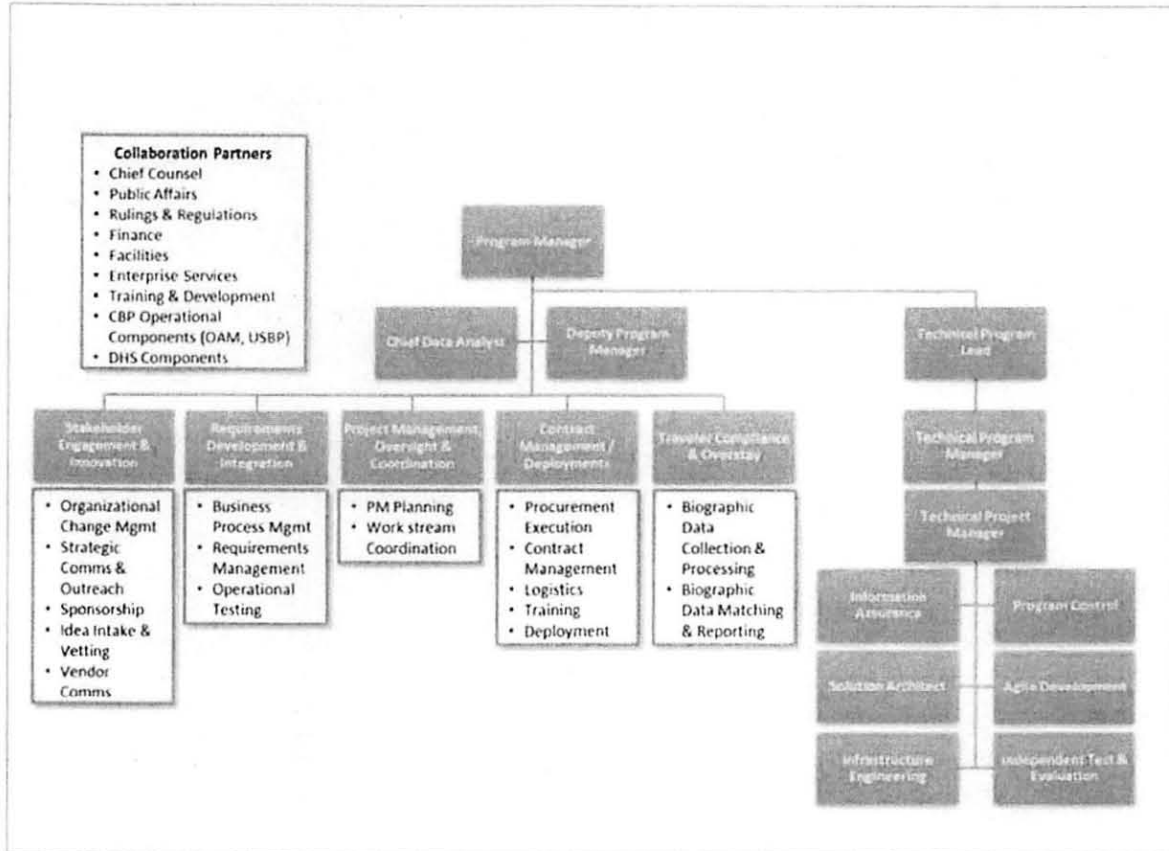 Collaboration Partners
• Chief Counsel
• Public Affairs
• Rulings & Regulations
• Finance
• Facilities
• Enterprise Services
• Training & Development
• CBP Operational
Components (OAM, USBP)
• DHS Components
Program Manager
Chief Data Analyst
Deputy Program
Manager
Technical Program
Lead
Stakeholder
Engagement &
Innovation
Requirements
Development &
Integration
Project Management,
Oversight &
Coordination
Contract
Management /
Deployments
Traveler Compliance
& Overstay
Technical Program
Manager
Technical Project
Manager
• Organizational
Change Mgmt
• Strategic
Comms &
Outreach
• Sponsorship
• Idea Intake &
Vetting
• Vendor
Comms
• Business
Process Mgmt
• Requirements
Management
• Operational
Testing
• PM Planning
• Work stream
Coordination
• Procurement
Execution
• Contract
Management
• Logistics
• Training
• Deployment
• Biographic
Data
Collection &
Processing
• Biographic
Data Matching
& Reporting
Information
Assurance
Program Control
Solution Architect
Agile Development
Infrastructure
Engineering
Independent Test &
Evaluation